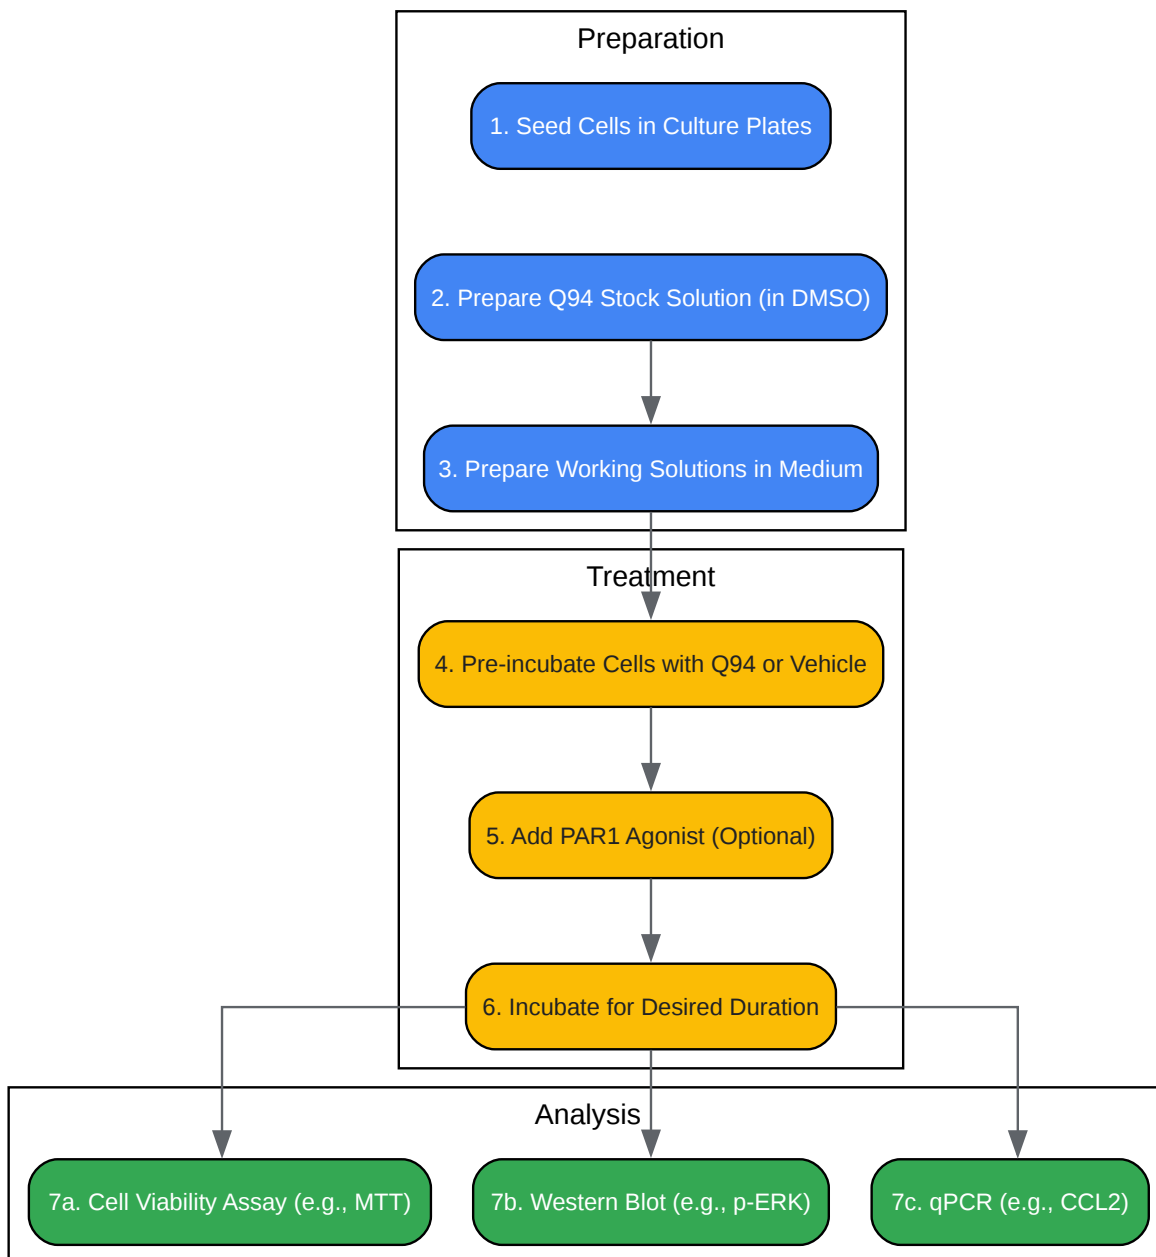 Preparation
1. Seed Cells in Culture Plates
2. Prepare Q94 Stock Solution (in DMSO)
3. Prepare Working Solutions in Medium
Treatment
4. Pre-incubate Cells with Q94 or Vehicle
5. Add PAR1 Agonist (Optional)
6. Incubate for Desired Duration
Analysis
7a. Cell Viability Assay (e.g., MTT)
7b. Western Blot (e.g., p-ERK)
7c. qPCR (e.g., CCL2)